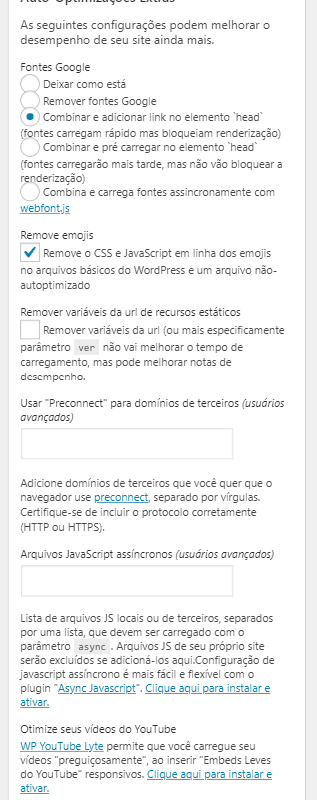 Auto-Optimizações Extras
As seguintes configurações podem melhorar o
desempenho de seu site ainda mais.
Fontes Google
Deixar como está
Remover fontes Google
Combinar e adicionar link no elemento `head`
(fontes carregam rápido mas bloqueiam renderização)
Combinar e pré carregar no elemento `head`
(fontes carregarão mais tarde, mas não vão bloquear a
renderização)
Combina e carrega fontes assincronamente com
webfont.js
Remove emojis
Remove o CSS e JavaScript em linha dos emojis
no arquivos básicos do WordPress e um arquivo não-
autoptimizado
Remover variáveis da url de recursos estáticos
Remover variáveis da url (ou mais especificamente
parâmetro ver não vai melhorar o tempo de
carregamento, mas pode melhorar notas de
desempenho.
Usar "Preconnect" para domínios de terceiros (usuários
avançados)
Adicione domínios de terceiros que você quer que o
navegador use preconnect, separado por vírgulas.
Certifique-se de incluir o protocolo corretamente
(HTTP ou HTTPS).
Arquivos JavaScript assíncronos (usuários avançados)
Lista de arquivos JS locais ou de terceiros, separados
por uma lista, que devem ser carregado com o
parâmetro async . Arquivos JS de seu próprio site
serão excluídos se adicioná-los aqui.Configuração de
javascript assíncrono é mais fácil e flexível com o
plugin "Async Javascript". Clique aqui para instalar e
ativar.
Otimize seus vídeos do YouTube
WP YouTube Lyte permite que você carregue seu
vídeos "preguiçosamente", ao inserir "Embeds Leves
do YouTube" responsivos. Clique aqui para instalar e
ativar.